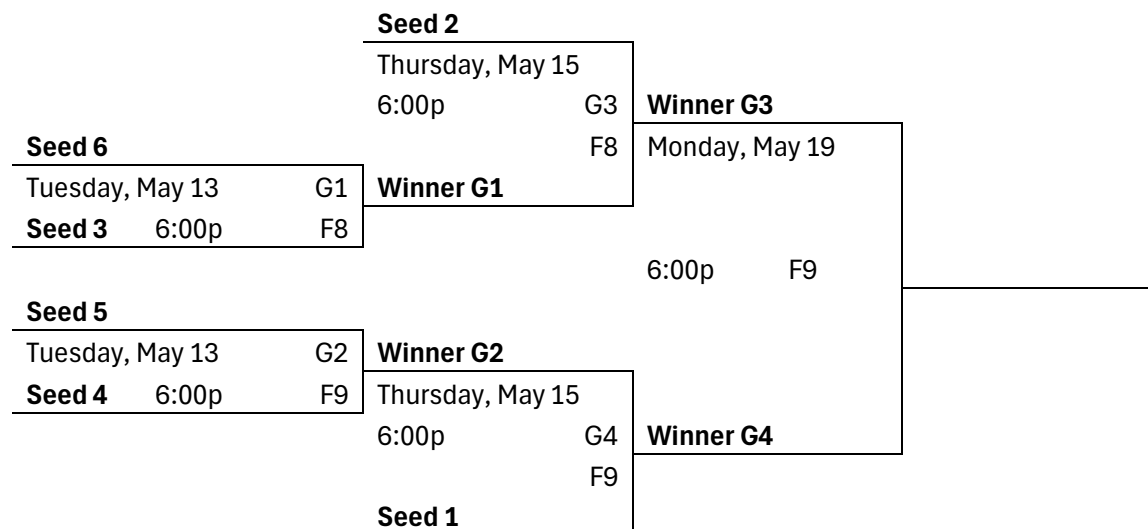 Seed 2
Thursday, May 15
6:00p G3 Winner G3
Seed 6 F8 Monday, May 19
Tuesday, May 13 G1 Winner G1
Seed 3 6:00p F8
6:00p F9
Seed 5
Tuesday, May 13 G2 Winner G2
Seed 4 6:00p F9 Thursday, May 15
6:00p G4 Winner G4
F9
Seed 1